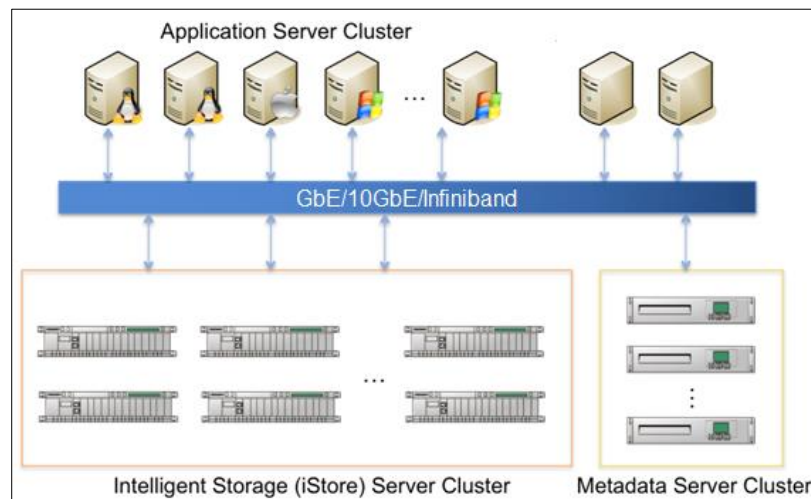 Application Server Cluster
...
GbE/10GbE/Infiniband
...
Intelligent Storage (iStore) Server Cluster
Metadata Server Cluster